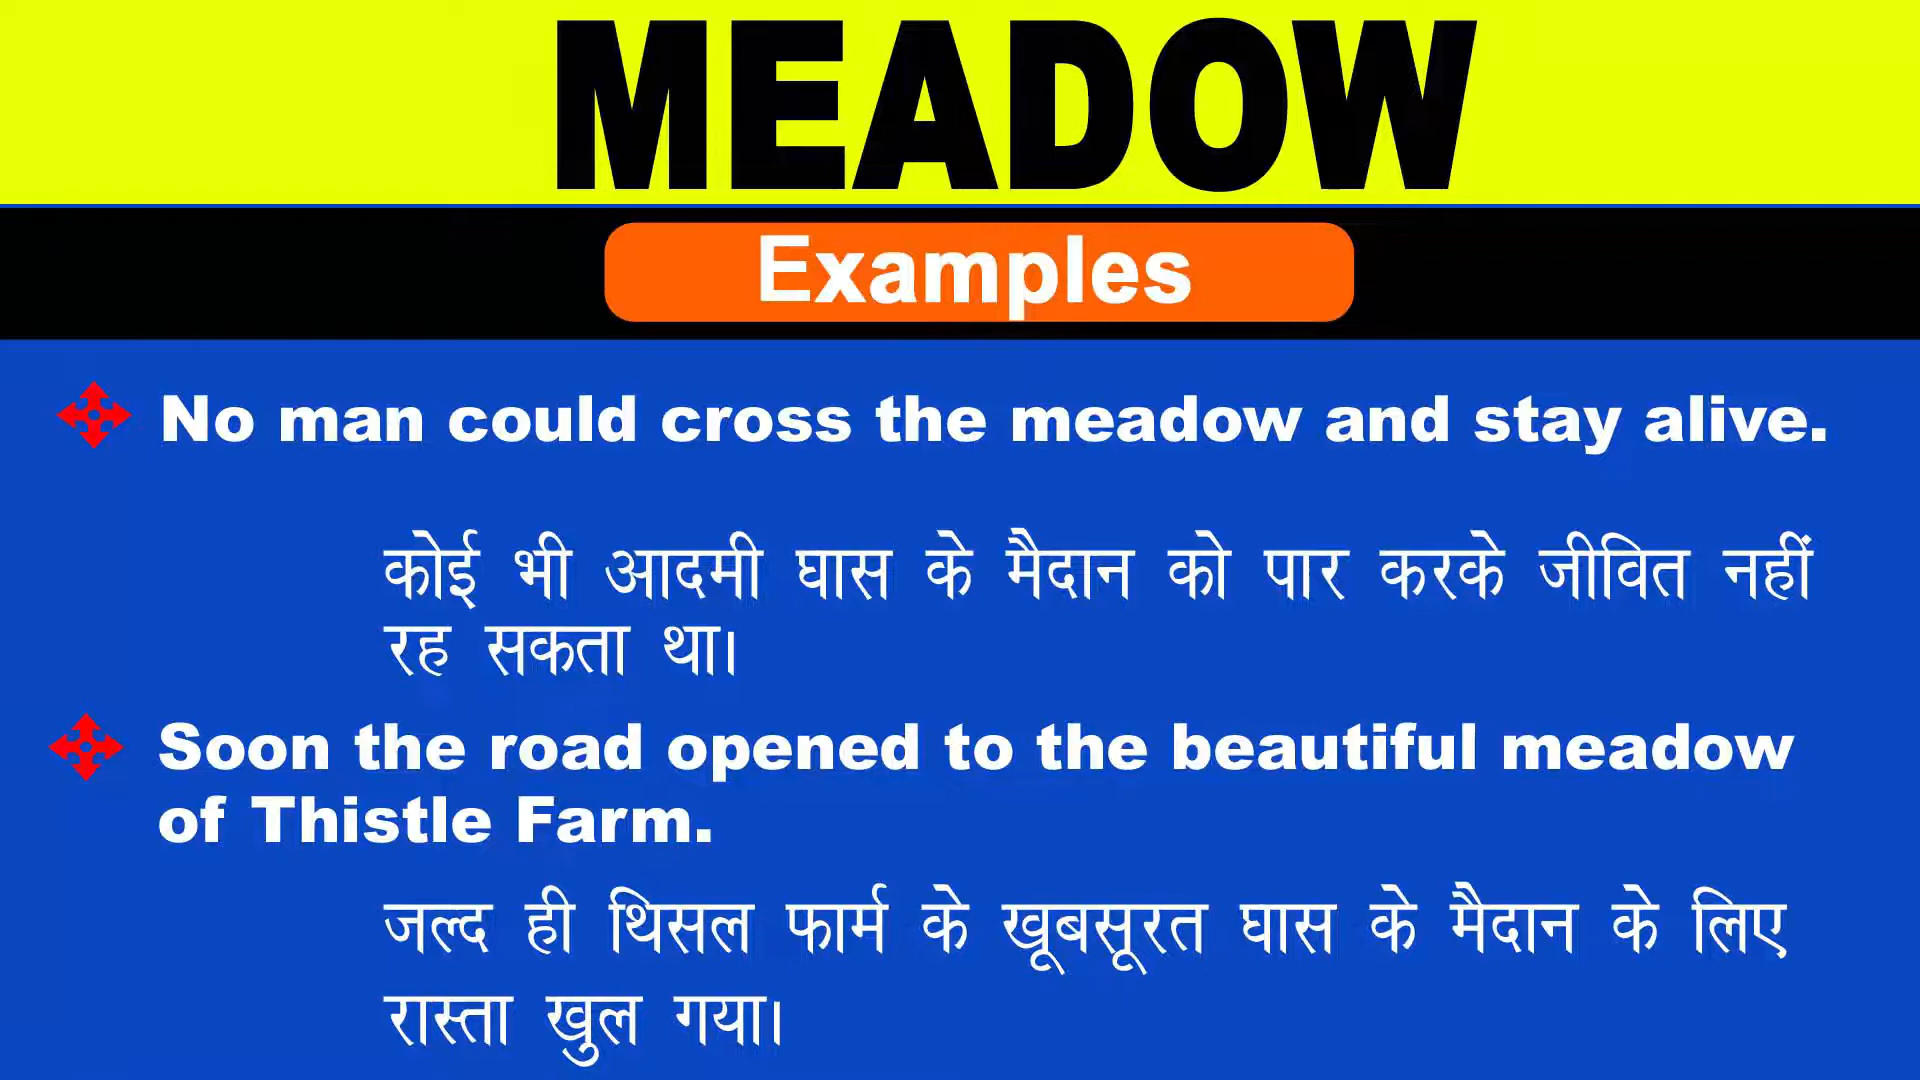 MEADOW
Examples
No man could cross the meadow and stay alive.
कोई भी आदमी घास के मैदान को पार करके जीवित नहीं
रह सकता था।
Soon the road opened to the beautiful meadow
of Thistle Farm.
जल्द ही थिसल फार्म के खूबसूरत घास के मैदान के लिए
रास्ता खुल गया।